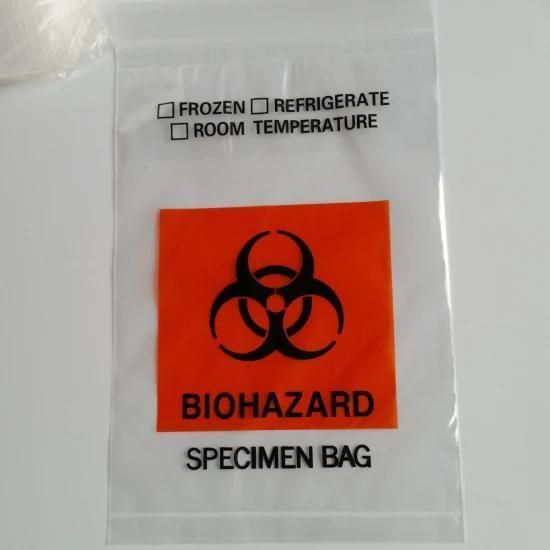 ☐ FROZEN ☐ REFRIGERATE
☐ ROOM TEMPERATURE
BIOHAZARD
SPECIMEN BAG